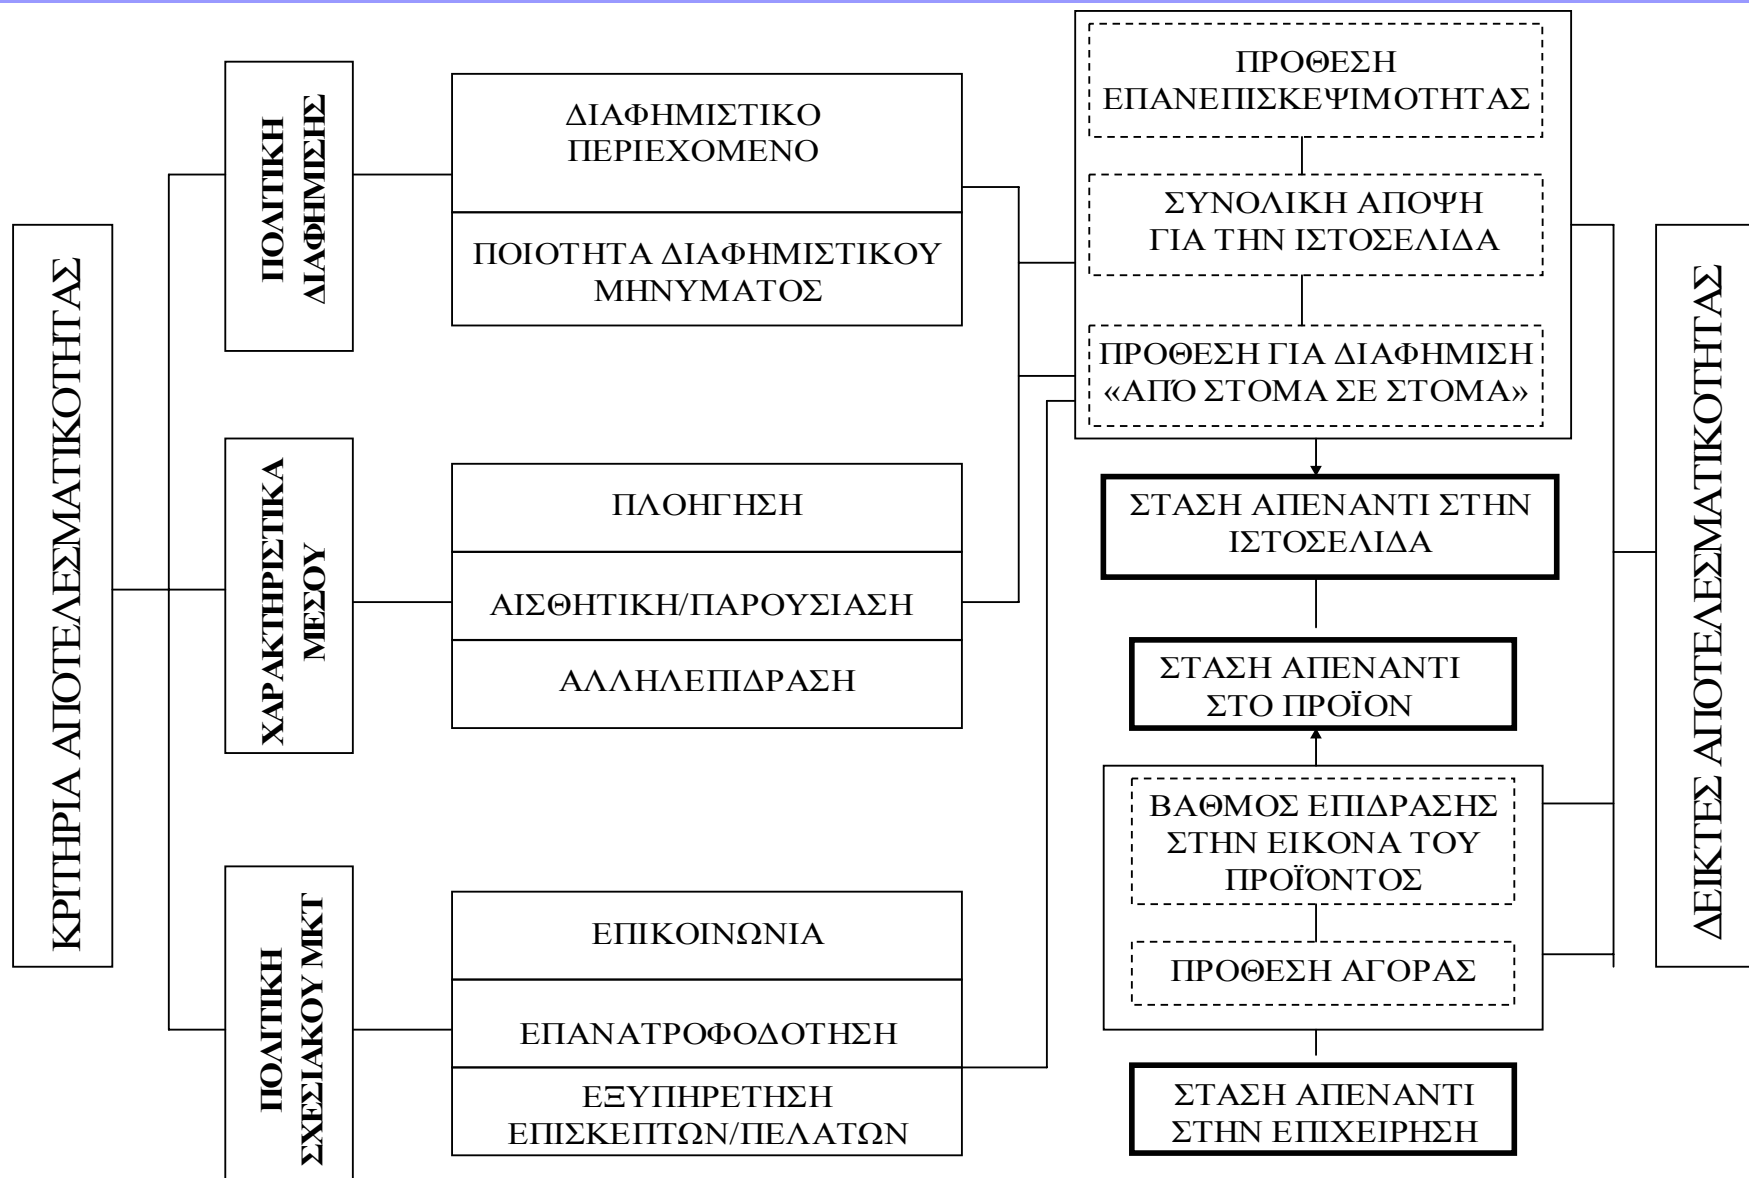 ΚΡΙΤΗΡΙΑ ΑΠΟΤΕΛΕΣΜΑΤΙΚΟΤΗΤΑΣ
ΠΟΛΙΤΙΚΗ
ΔΙΑΦΗΜΙΣΗΣ
ΔΙΑΦΗΜΙΣΤΙΚΟ
ΠΕΡΙΕΧΟΜΕΝΟ
ΠΟΙΟΤΗΤΑ ΔΙΑΦΗΜΙΣΤΙΚΟΥ
ΜΗΝΥΜΑΤΟΣ
ΧΑΡΑΚΤΗΡΙΣΤΙΚΑ
ΜΕΣΟΥ
ΠΛΟΗΓΗΣΗ
ΑΙΣΘΗΤΙΚΗ/ΠΑΡΟΥΣΙΑΣΗ
ΑΛΛΗΛΕΠΙΔΡΑΣΗ
ΠΟΛΙΤΙΚΗ
ΣΧΕΣΙΑΚΟΥ ΜΚΤ
ΕΠΙΚΟΙΝΩΝΙΑ
ΕΠΑΝΑΤΡΟΦΟΔΟΤΗΣΗ
ΕΞΥΠΗΡΕΤΗΣΗ
ΕΠΙΣΚΕΠΤΩΝ/ΠΕΛΑΤΩΝ
ΠΡΟΘΕΣΗ
ΕΠΑΝΕΠΙΣΚΕΨΙΜΟΤΗΤΑΣ
ΣΥΝΟΛΙΚΗ ΑΠΟΨΗ
ΓΙΑ ΤΗΝ ΙΣΤΟΣΕΛΙΔΑ
ΠΡΟΘΕΣΗ ΓΙΑ ΔΙΑΦΗΜΙΣΗ
«ΑΠΌ ΣΤΟΜΑ ΣΕ ΣΤΟΜΑ»
ΣΤΑΣΗ ΑΠΕΝΑΝΤΙ ΣΤΗΝ
ΙΣΤΟΣΕΛΙΔΑ
ΣΤΑΣΗ ΑΠΕΝΑΝΤΙ
ΣΤΟ ΠΡΟΪΟΝ
ΒΑΘΜΟΣ ΕΠΙΔΡΑΣΗΣ
ΣΤΗΝ ΕΙΚΟΝΑ ΤΟΥ
ΠΡΟΪΌΝΤΟΣ
ΠΡΟΘΕΣΗ ΑΓΟΡΑΣ
ΣΤΑΣΗ ΑΠΕΝΑΝΤΙ
ΣΤΗΝ ΕΠΙΧΕΙΡΗΣΗ
ΔΕΙΚΤΕΣ ΑΠΟΤΕΛΕΣΜΑΤΙΚΟΤΗΤΑΣ